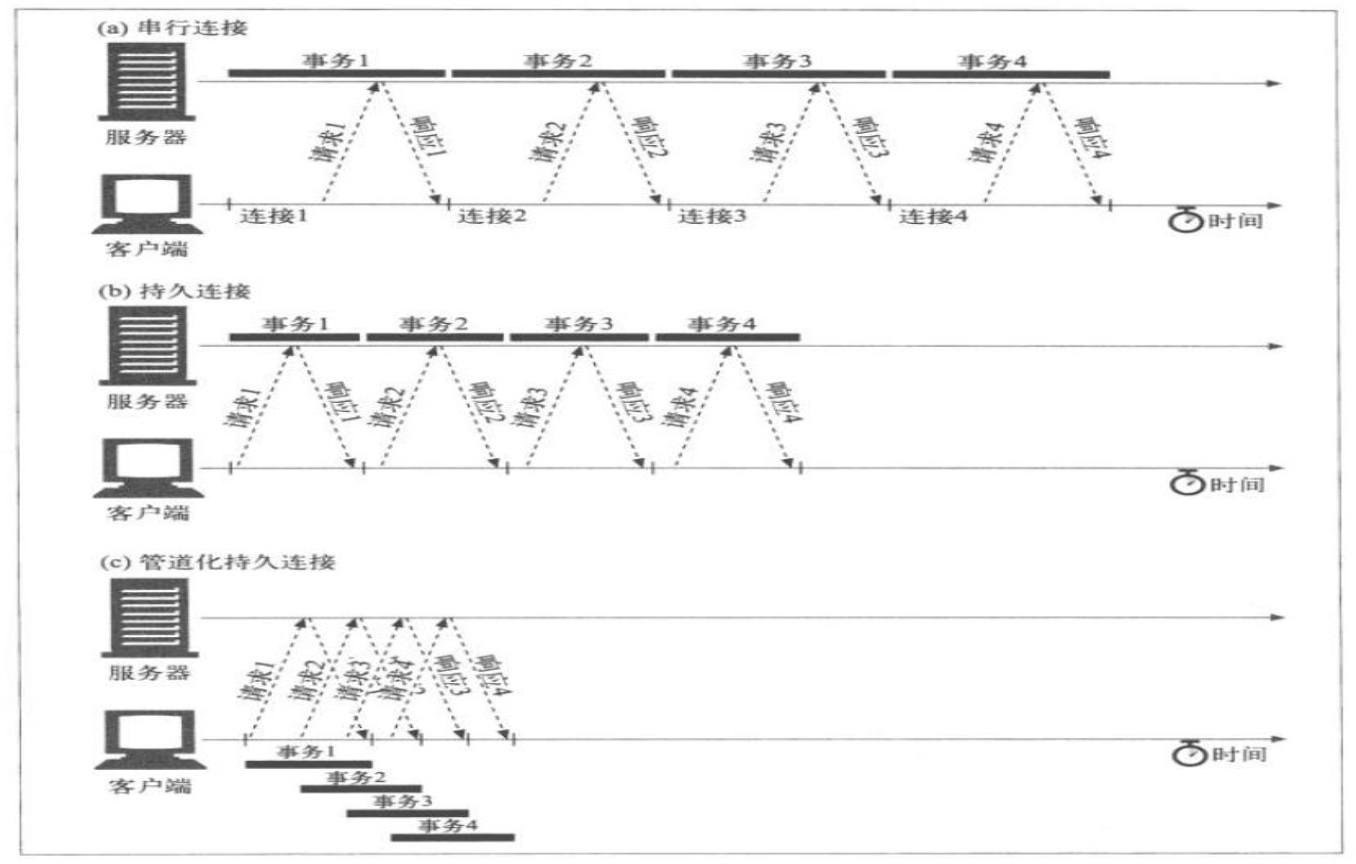 (a) 串行连接
事务1 事务2 事务3 事务4
请求1 响应1 请求2 响应2 请求3 响应3 请求4 响应4
服务器
连接1 连接2 连接3 连接4
时间
客户端
(b) 持久连接
事务1 事务2 事务3 事务4
请求1 响应1 请求2 响应2 请求3 响应3 请求4 响应4
服务器
时间
客户端
(c) 管道化持久连接
请求1 请求2 请求3 请求4 响应3 响应4
服务器
时间
客户端
事务1
事务2
事务3
事务4